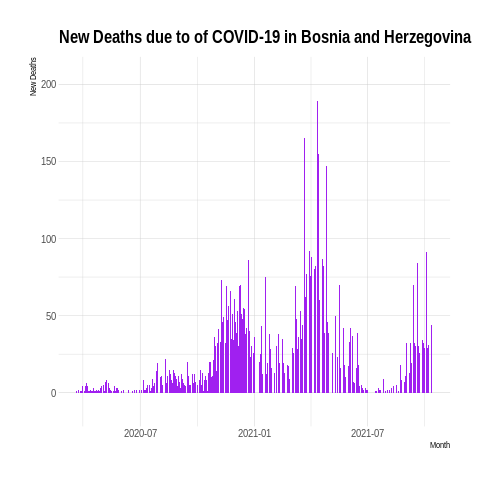 New Deaths due to of COVID-19 in Bosnia and Herzegovina
New Deaths
200
150
100
50
0
2020-07 2021-01 2021-07
Month